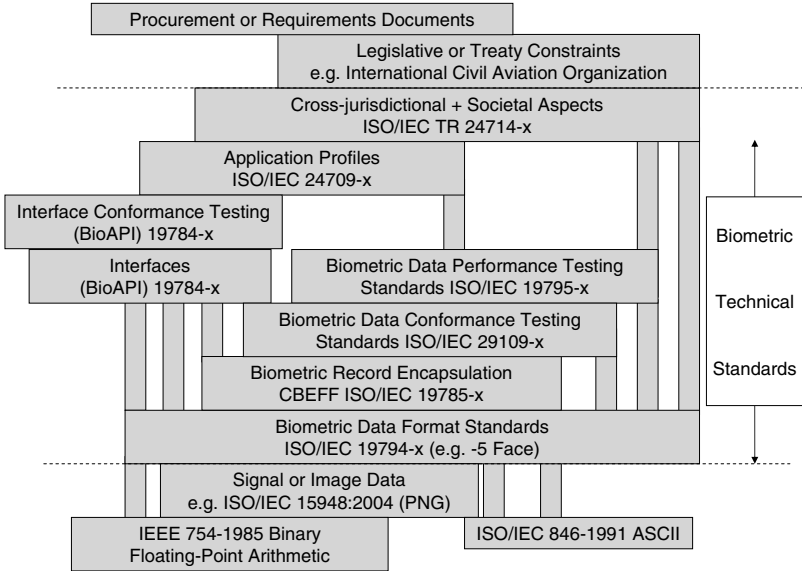 Procurement or Requirements Documents
Legislative or Treaty Constraints
e.g. International Civil Aviation Organization
Cross-jurisdictional + Societal Aspects
ISO/IEC TR 24714-x
Application Profiles
ISO/IEC 24709-x
Interface Conformance Testing
(BioAPI) 19784-x
Interfaces
(BioAPI) 19784-x
Biometric Data Performance Testing
Standards ISO/IEC 19795-x
Biometric Data Conformance Testing
Standards ISO/IEC 29109-x
Biometric Record Encapsulation
CBEFF ISO/IEC 19785-x
Biometric Data Format Standards
ISO/IEC 19794-x (e.g. -5 Face)
Signal or Image Data
e.g. ISO/IEC 15948:2004 (PNG)
IEEE 754-1985 Binary
Floating-Point Arithmetic
ISO/IEC 846-1991 ASCII
Biometric
Technical
Standards